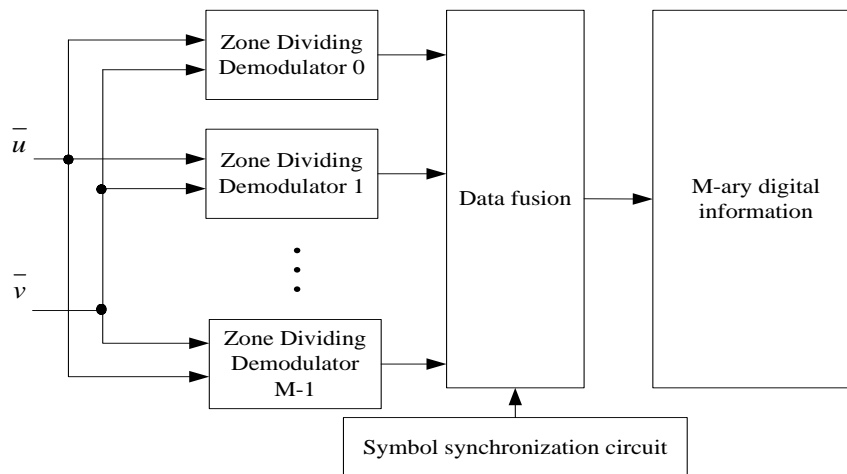 Zone Dividing
Demodulator 0
u̅
Zone Dividing
Demodulator 1
Data fusion
M-ary digital
information
v̅
Zone Dividing
Demodulator
M-1
Symbol synchronization circuit